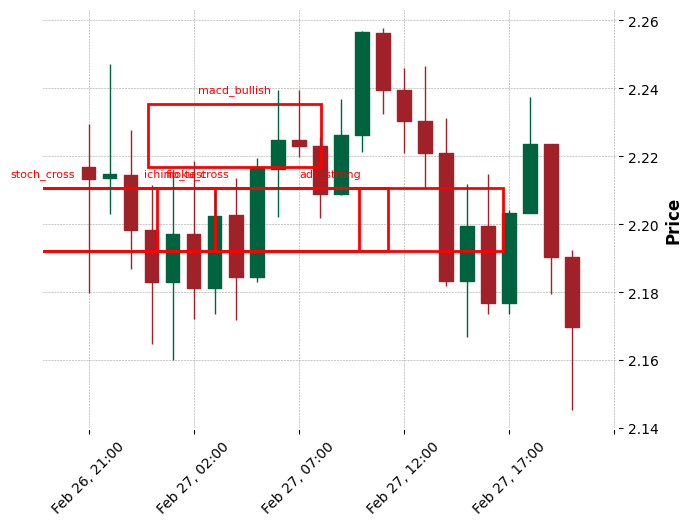 2.26
2.24
macd_bullish
2.22
stoch_cross
adx_strong
2.20
Price
2.18
2.16
2.14
Feb 26, 21:00
Feb 27, 02:00
Feb 27, 07:00
Feb 27, 12:00
Feb 27, 17:00